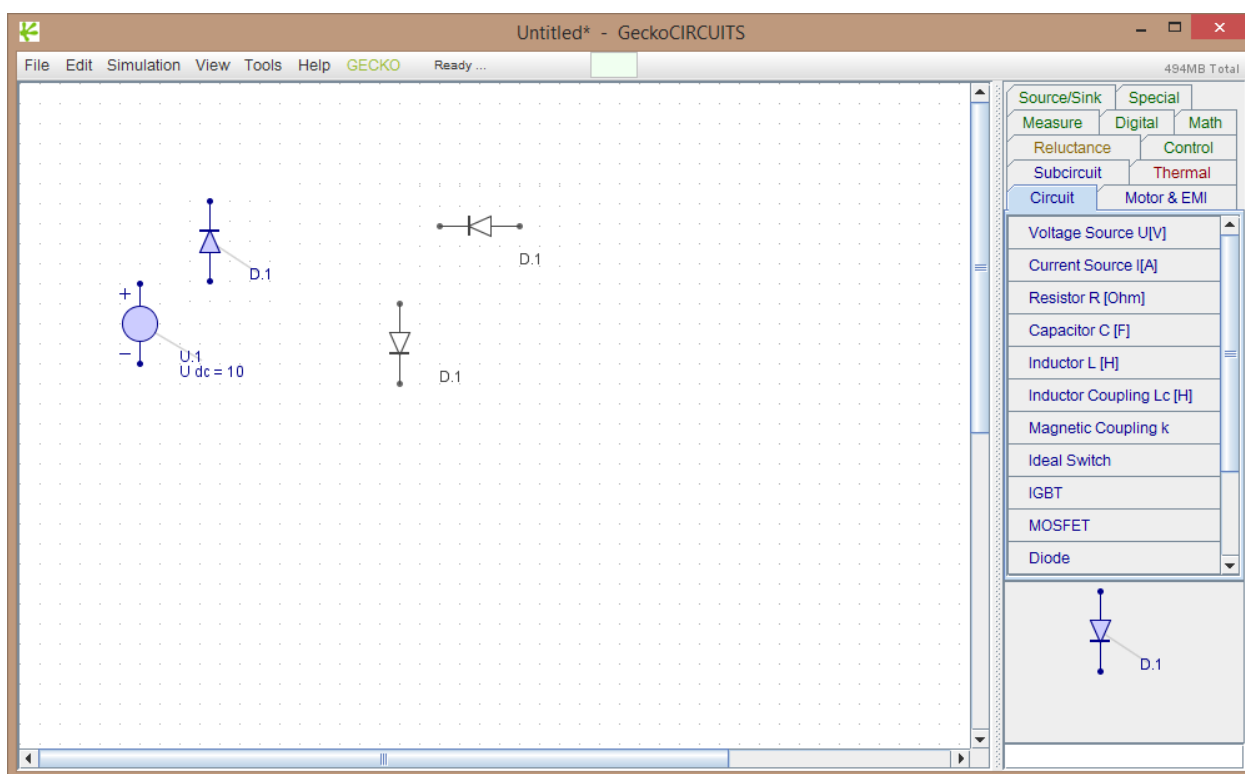 Untitled* - GeckoCIRCUITS
File Edit Simulation View Tools Help GECKO Ready ...
494MB Total
Source/Sink Special
Measure Digital Math
Reluctance Control
Subcircuit Thermal
Circuit Motor & EMI
Voltage Source U[V]
Current Source I[A]
Resistor R [Ohm]
Capacitor C [F]
Inductor L [H]
Inductor Coupling Lc [H]
Magnetic Coupling k
Ideal Switch
IGBT
MOSFET
Diode
D.1
D.1
D.1
+
−
U.1
U dc = 10
D.1